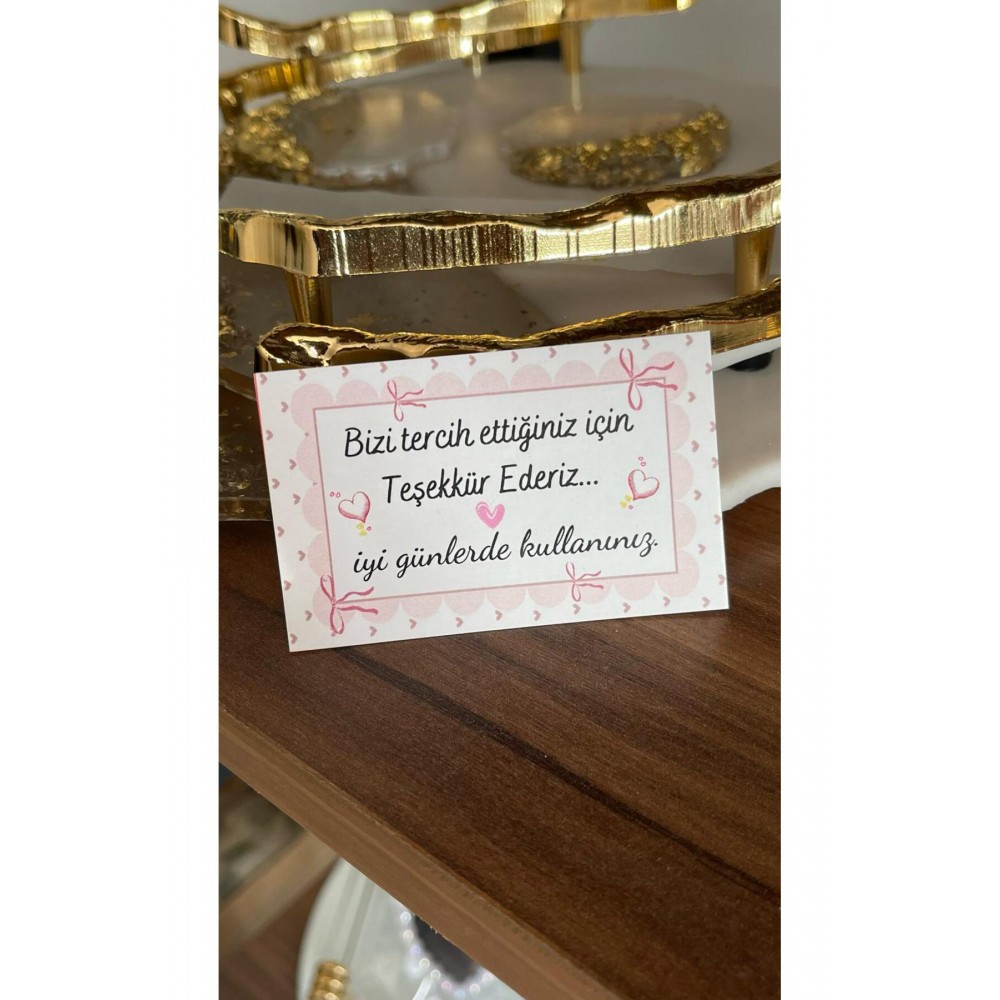 Bizi tercih ettiğiniz için
Teşekkür Ederiz...
iyi günlerde kullanınız.